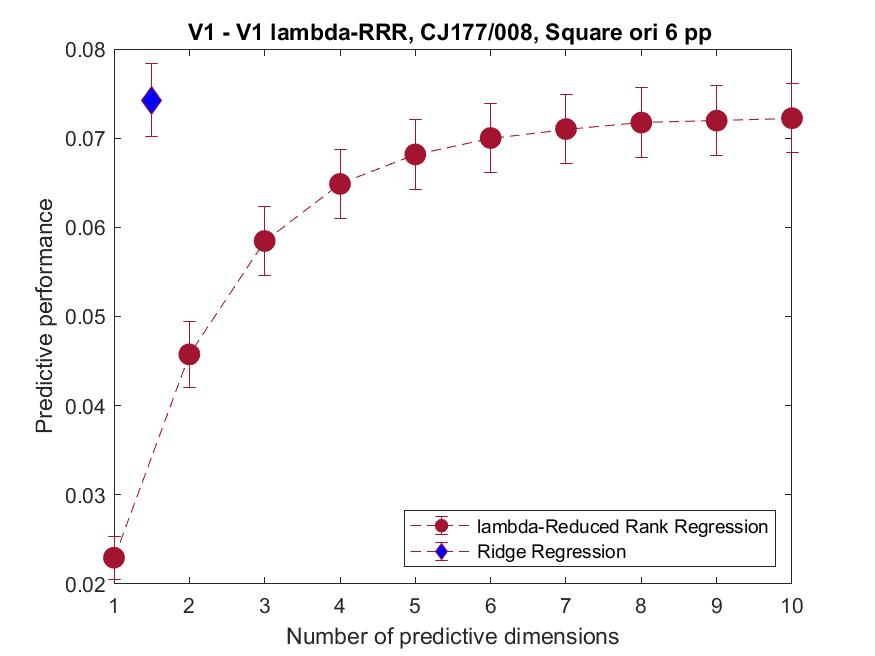 V1 - V1 lambda-RRR, CJ177/008, Square ori 6 pp
0.08
0.07
0.06
0.05
0.04
0.03
0.02
Predictive performance
lambda-Reduced Rank Regression
Ridge Regression
1 2 3 4 5 6 7 8 9 10
Number of predictive dimensions